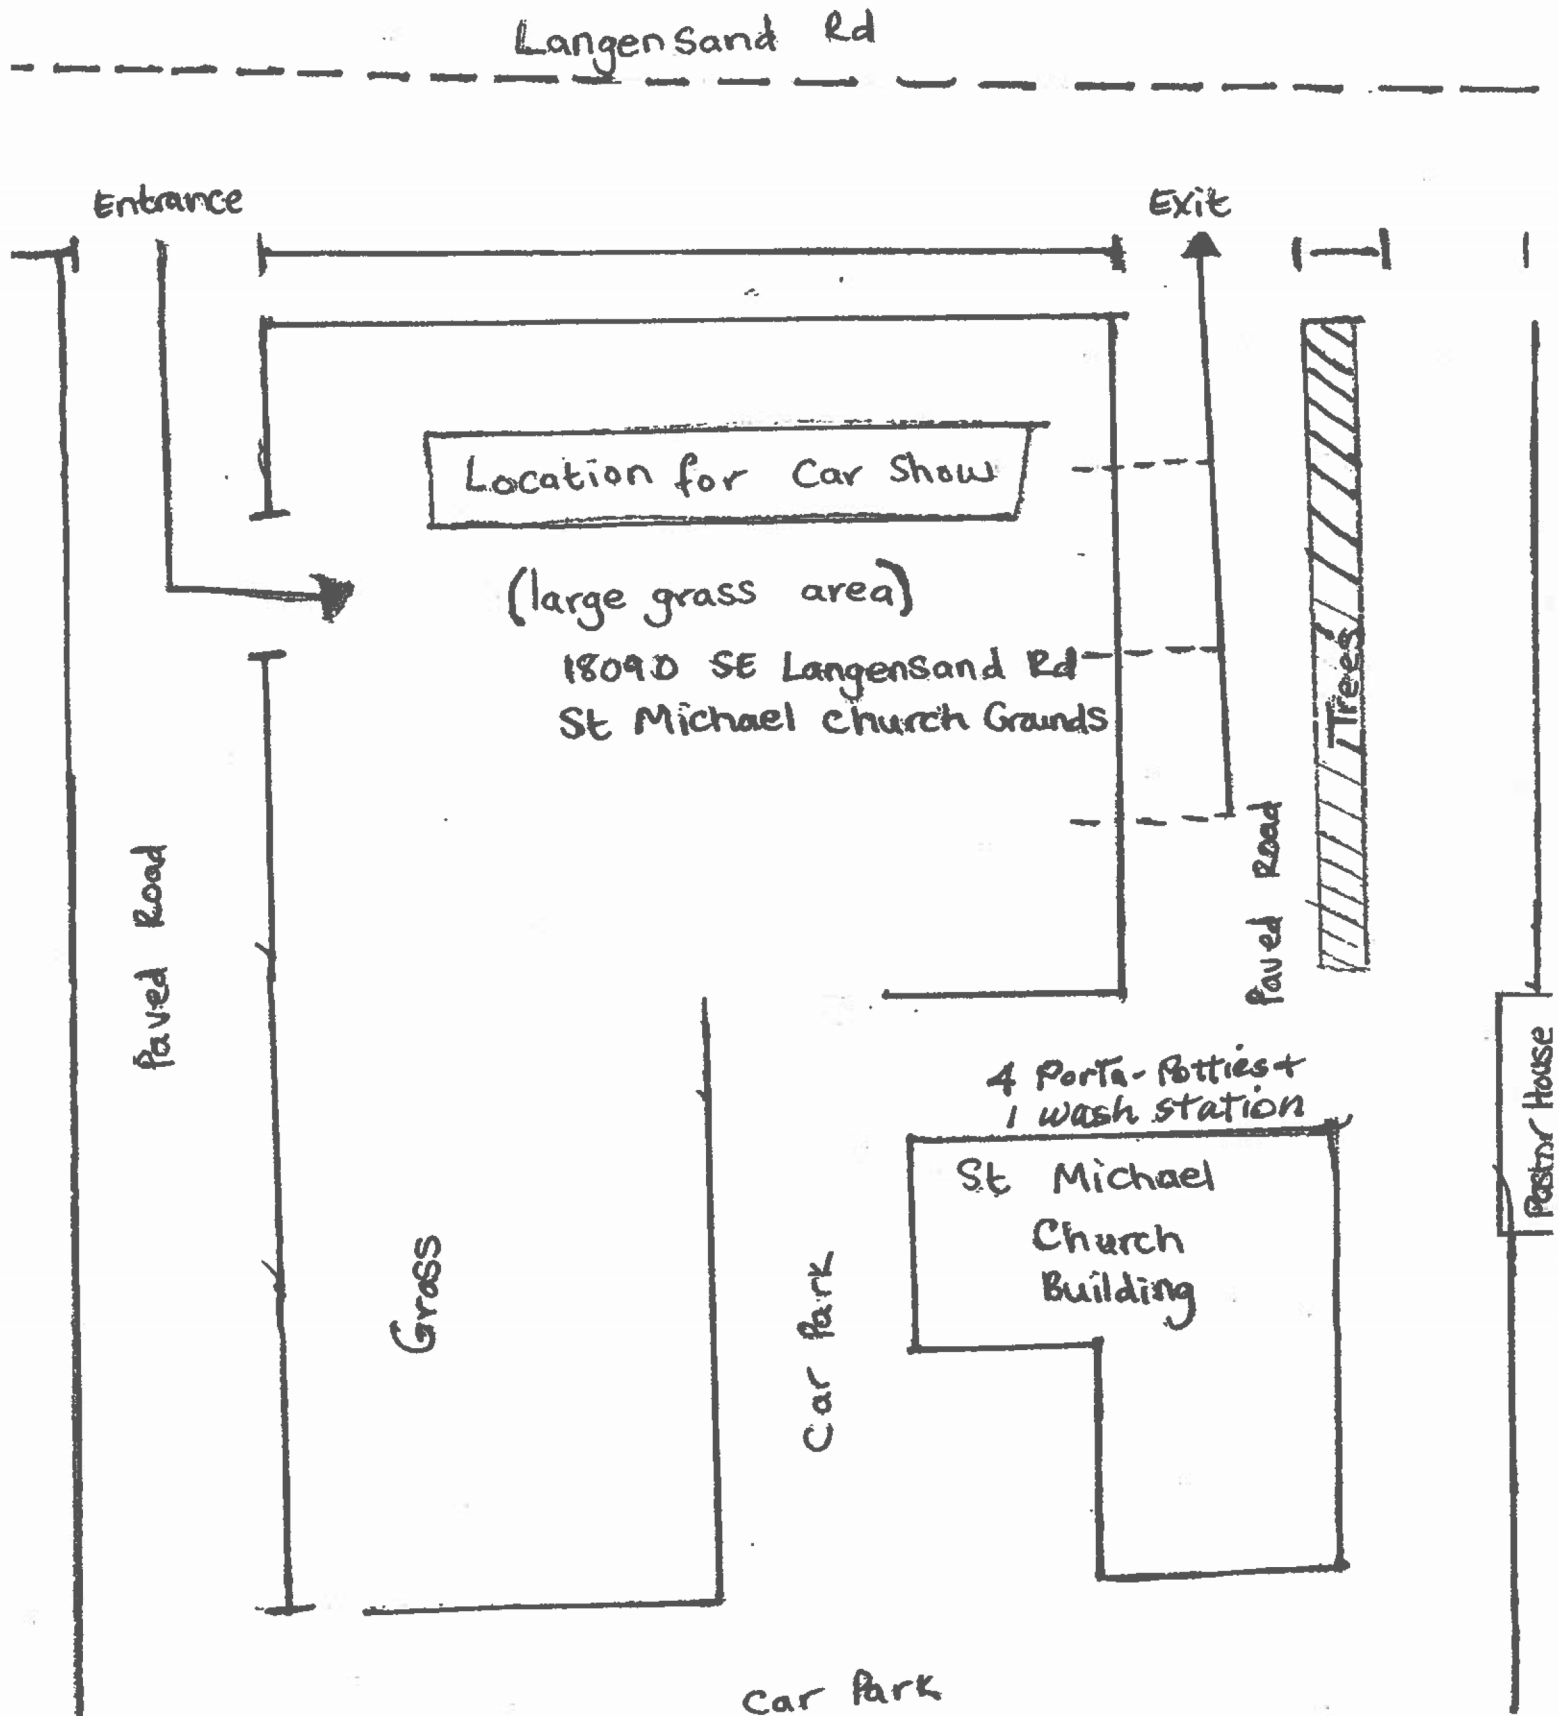 Langensand Rd
Entrance
Exit
Location for Car Show
(large grass area)
18090 SE Langensand Rd
St Michael Church Grounds
Trees
Paved Road
Paved Road
4 Porta-Potties +
1 wash station
St Michael
Church
Building
Pastor House
Grass
Car Park
Car Park